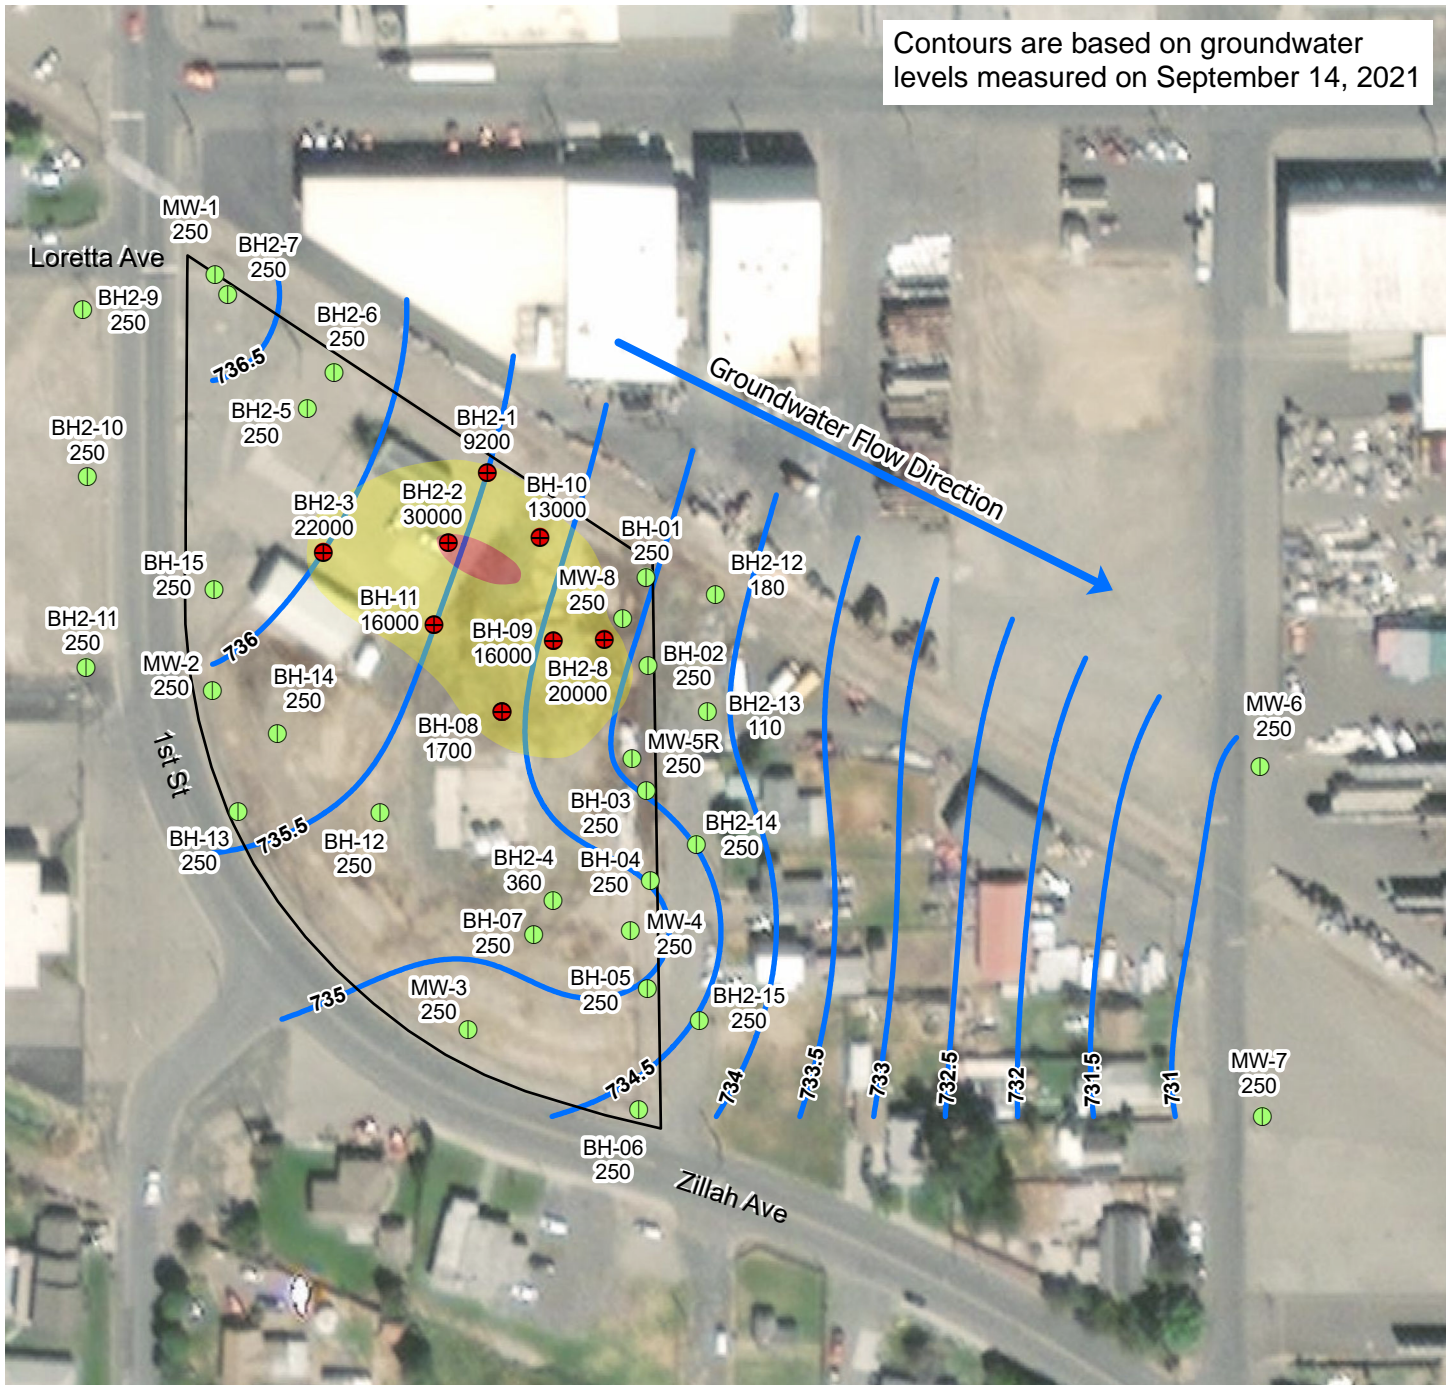 Contours are based on groundwater
levels measured on September 14, 2021
MW-1
250
Loretta Ave
BH2-7
250
BH2-9
250
BH2-6
250
736.5
Groundwater Flow Direction
BH2-5
250
BH2-10
250
BH2-1
9200
BH2-3
22000
BH2-2
30000
BH-10
13000
BH-01
250
BH2-12
180
BH-15
250
MW-8
250
BH-11
16000
BH-09
16000
BH2-11
250
736
MW-2
250
BH2-8
20000
BH-02
250
BH-14
250
BH2-13
110
MW-6
250
BH-08
1700
MW-5R
250
1st St
BH-03
250
BH2-14
250
BH-13
250
735.5
BH-12
250
BH2-4
360
BH-04
250
BH-07
250
MW-4
250
735
MW-3
250
BH-05
250
BH2-15
250
734.5
734
733.5
733
732.5
732
731.5
731
MW-7
250
BH-06
250
Zillah Ave